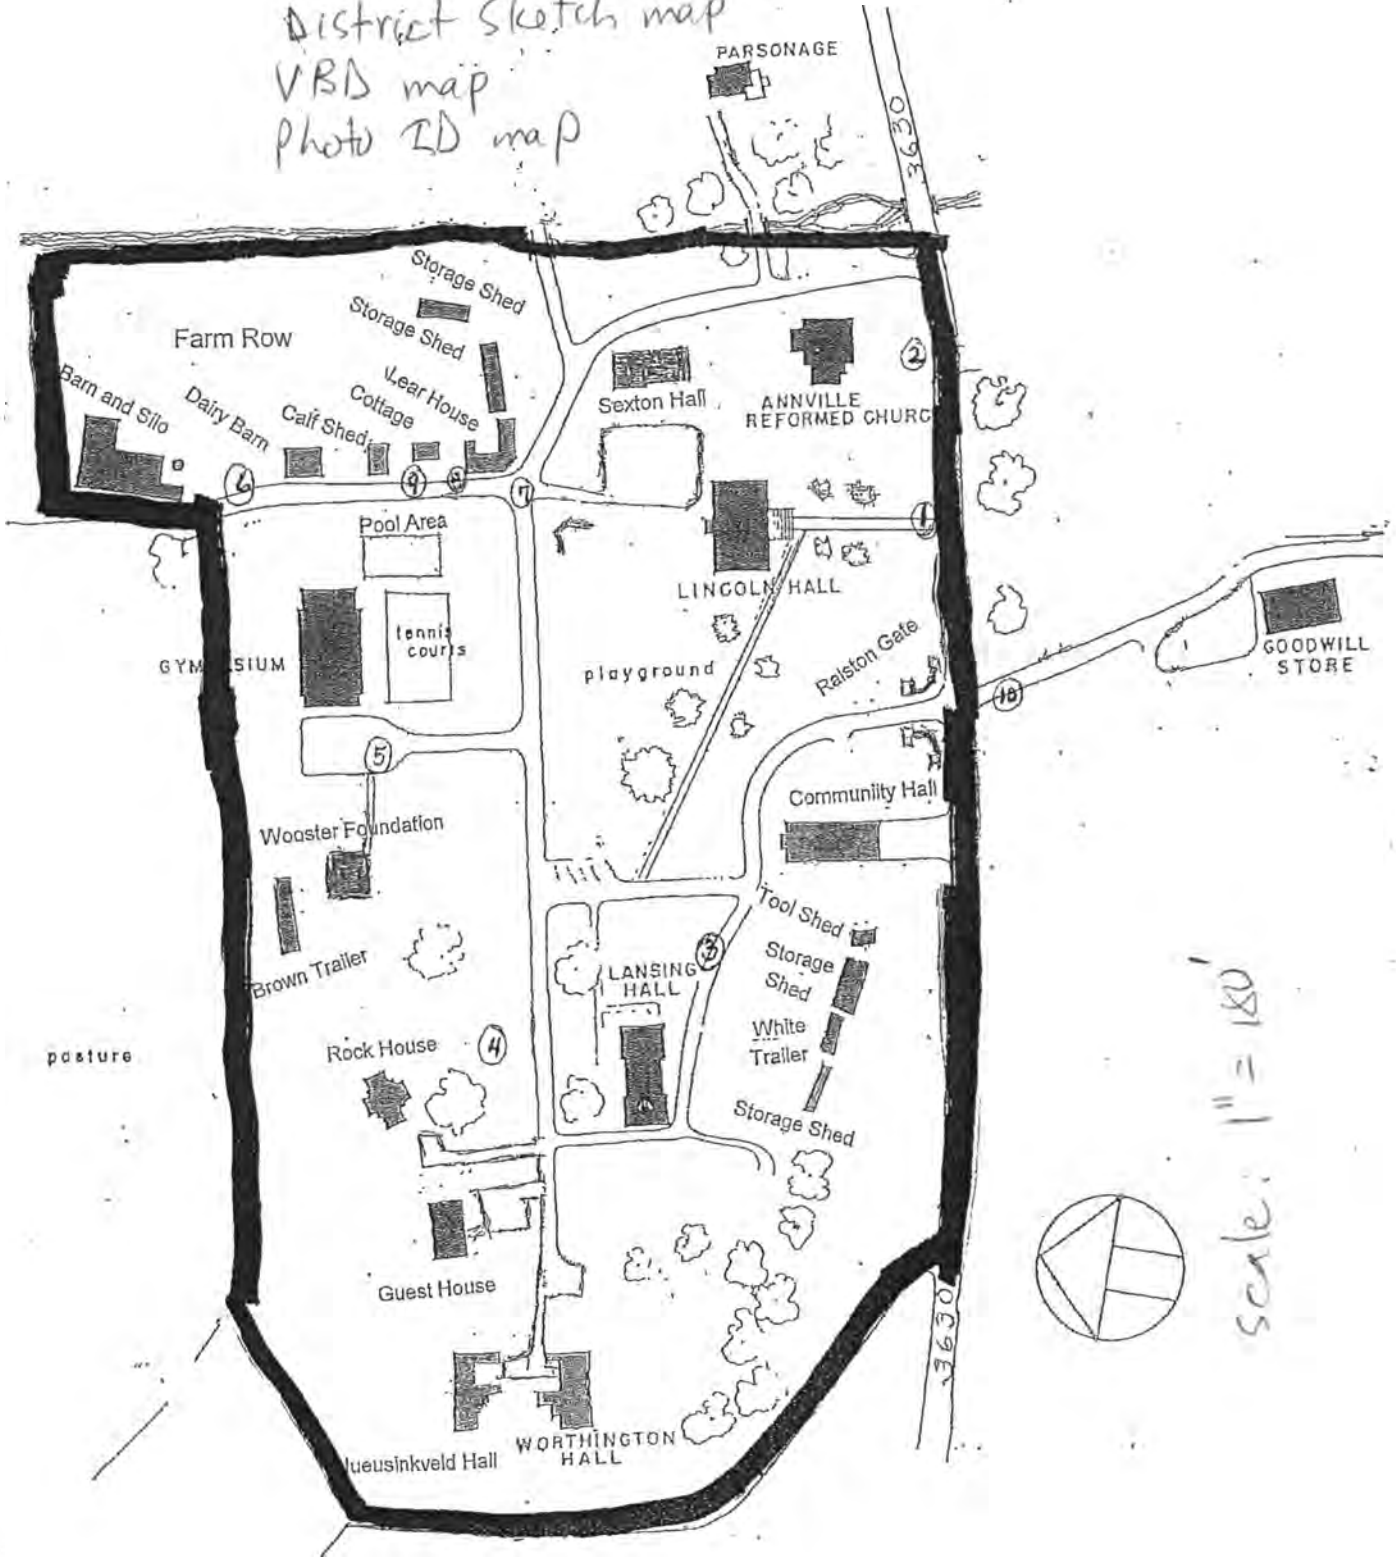 District Sketch map
VBD map
Photo ID map
PARSONAGE
3630
Storage Shed
Storage Shed
Farm Row
Lear House
Cottage
Calf Shed
Dairy Barn
Barn and Silo
Sexton Hall
ANNVILLE
REFORMED CHURC
2
6
9
8
7
1
Pool Area
LINCOLN HALL
tennis
courts
GYM SIUM
playground
Ralston Gate
GOODWILL
STORE
10
5
Community Hall
Wooster Foundation
Tool Shed
Storage
Shed
3
LANSING
HALL
Brown Trailer
White
Trailer
Rock House
4
pasture
Storage Shed
Scale: 1" = 180'
Guest House
3630
WORTHINGTON
HALL
ueusinkveld Hall